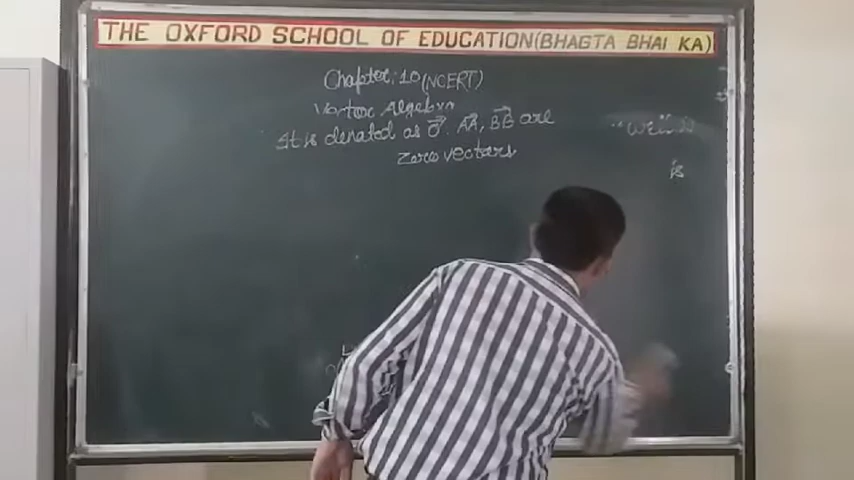 THE OXFORD SCHOOL OF EDUCATION(BHAGTA BHAI KA)
Chapter:10(NCERT)
Vector Algebra
It is denoted as 0⃗. AA⃗, BB⃗ are
Zero vectors
is